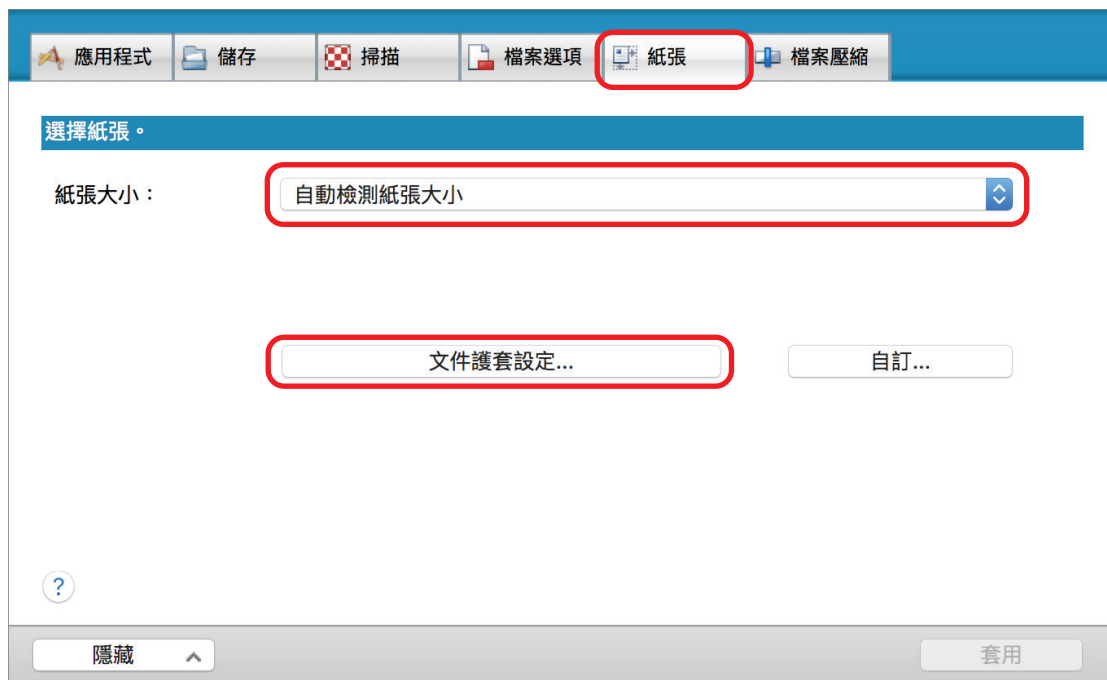 應用程式 儲存 掃描 檔案選項 紙張 檔案壓縮
選擇紙張。
紙張大小： 自動檢測紙張大小
文件護套設定... 自訂...
?
隱藏 套用